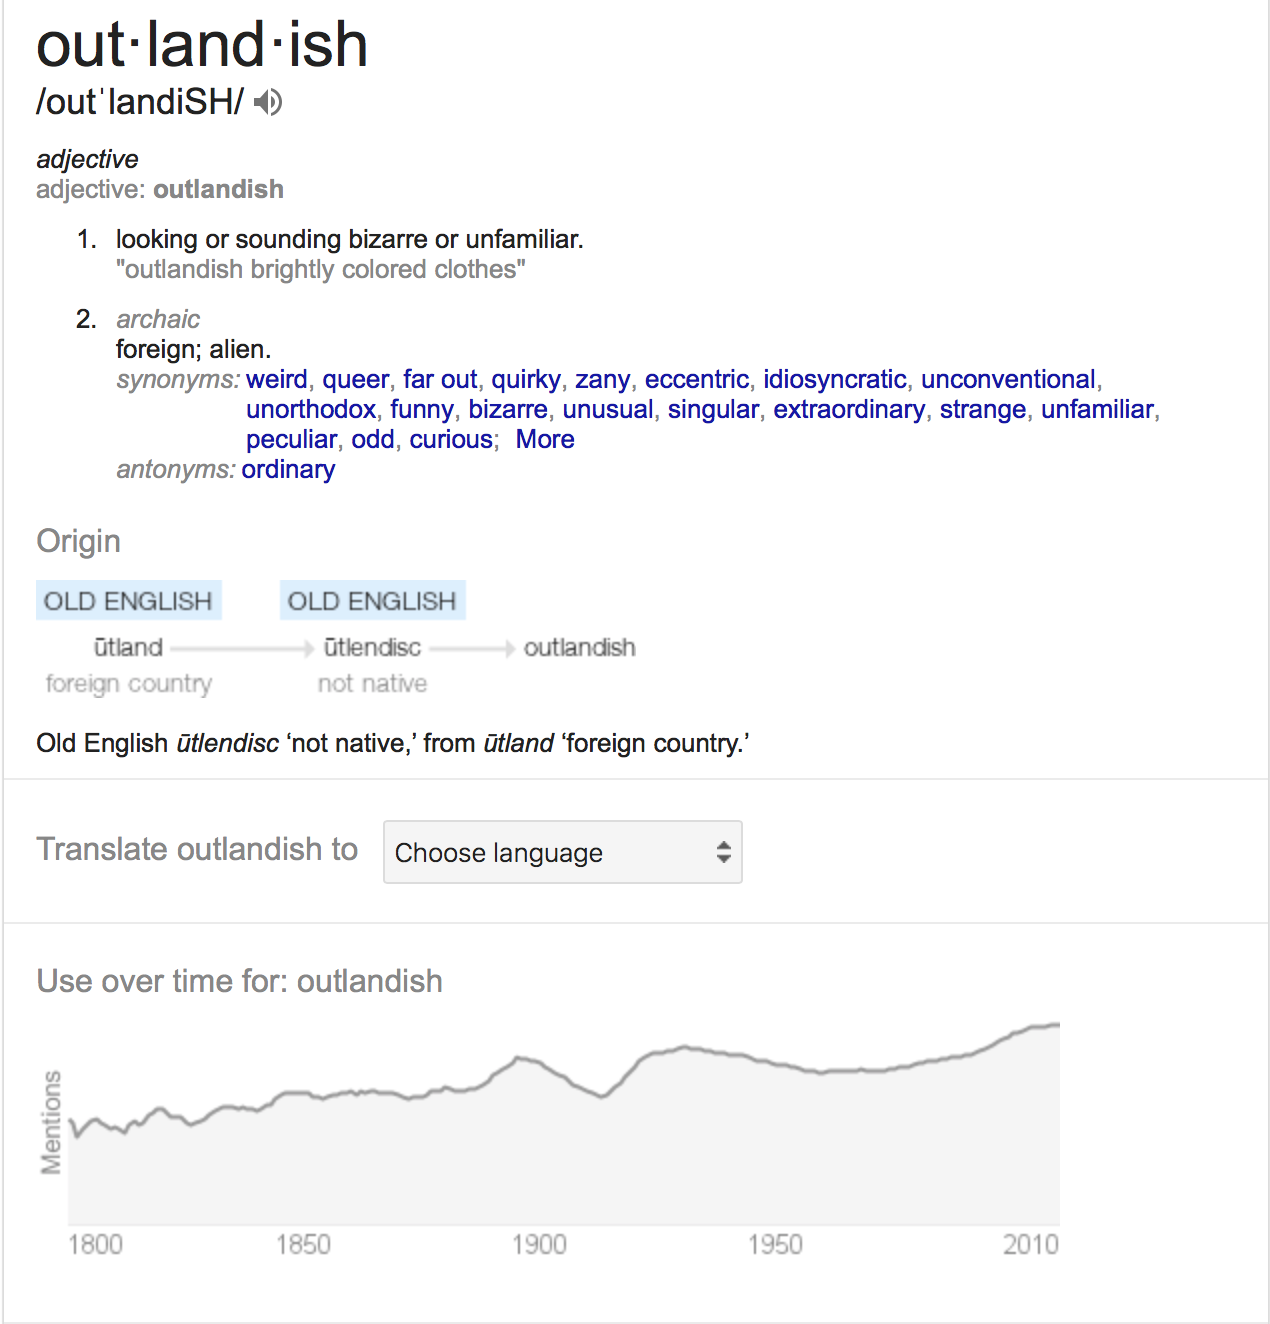 out·land·ish
/outˈlandiSH/
adjective
adjective: outlandish
1. looking or sounding bizarre or unfamiliar.
"outlandish brightly colored clothes"
2. archaic
foreign; alien.
synonyms: weird, queer, far out, quirky, zany, eccentric, idiosyncratic, unconventional,
unorthodox, funny, bizarre, unusual, singular, extraordinary, strange, unfamiliar,
peculiar, odd, curious; More
antonyms: ordinary
Origin
OLD ENGLISH OLD ENGLISH
ūtland ūtlendisc outlandish
foreign country not native
Old English ūtlendisc ‘not native,’ from ūtland ‘foreign country.’
Translate outlandish to Choose language
Use over time for: outlandish
Mentions
1800 1850 1900 1950 2010